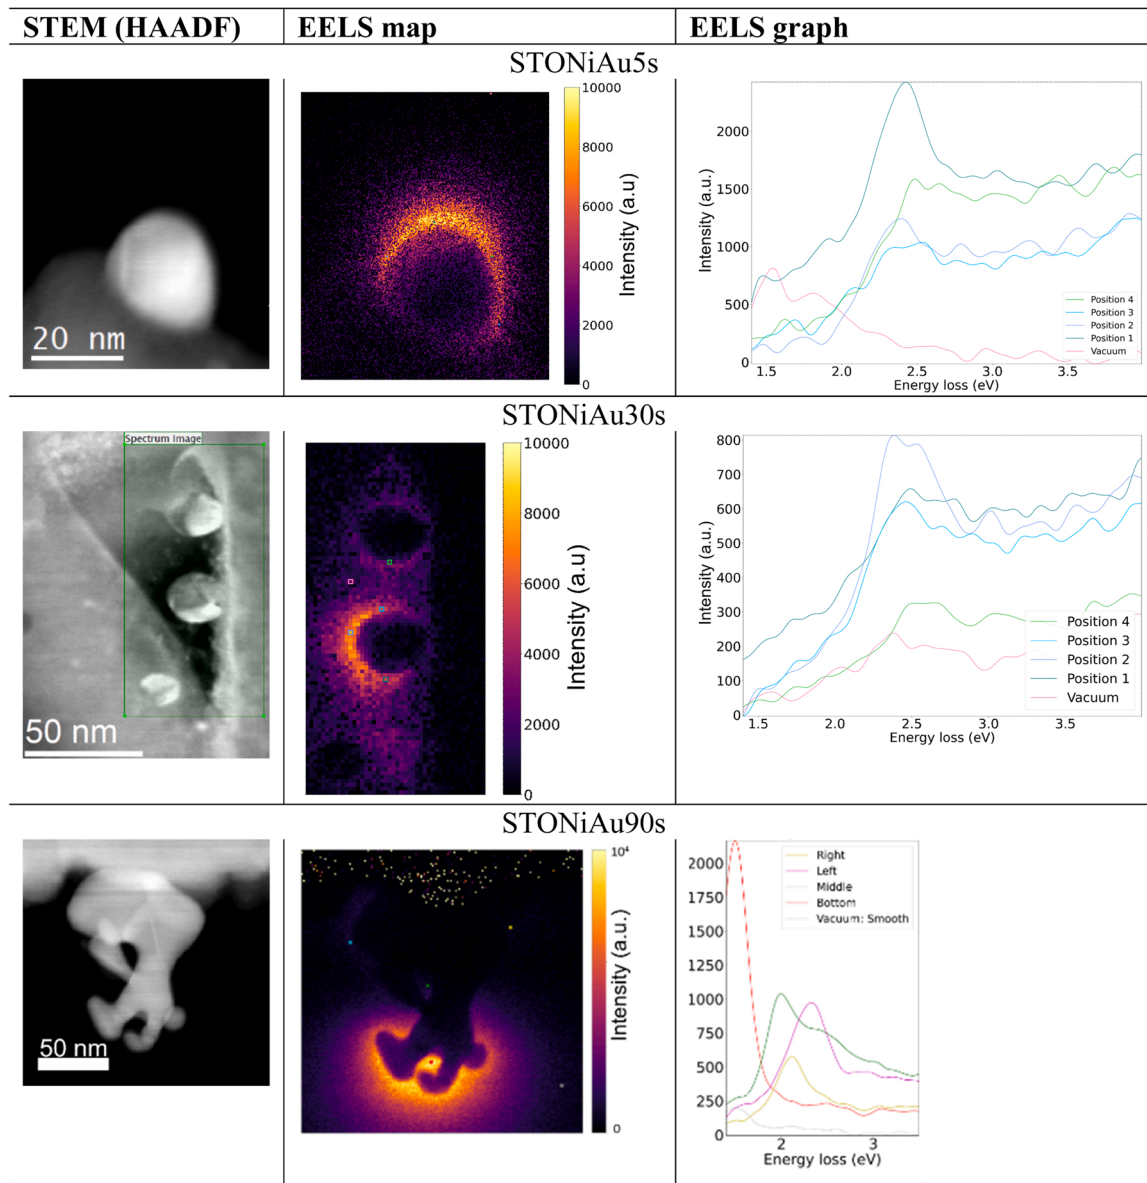 STEM (HAADF) EELS map EELS graph
STONiAu5s
20 nm
10000
8000
6000
4000
2000
0
Intensity (a.u)
2000
1500
1000
500
0
Intensity (a.u.)
1.5 2.0 2.5 3.0 3.5
Energy loss (eV)
Position 4
Position 3
Position 2
Position 1
Vacuum
STONiAu30s
Spectrum Image
50 nm
10000
8000
6000
4000
2000
0
Intensity (a.u)
800
700
600
500
400
300
200
100
0
Intensity (a.u.)
1.5 2.0 2.5 3.0 3.5
Energy loss (eV)
Position 4
Position 3
Position 2
Position 1
Vacuum
STONiAu90s
50 nm
10⁴
0
Intensity (a.u.)
2000
1750
1500
1250
1000
750
500
250
0
2 3
Energy loss (eV)
Right
Left
Middle
Bottom
Vacuum: Smooth